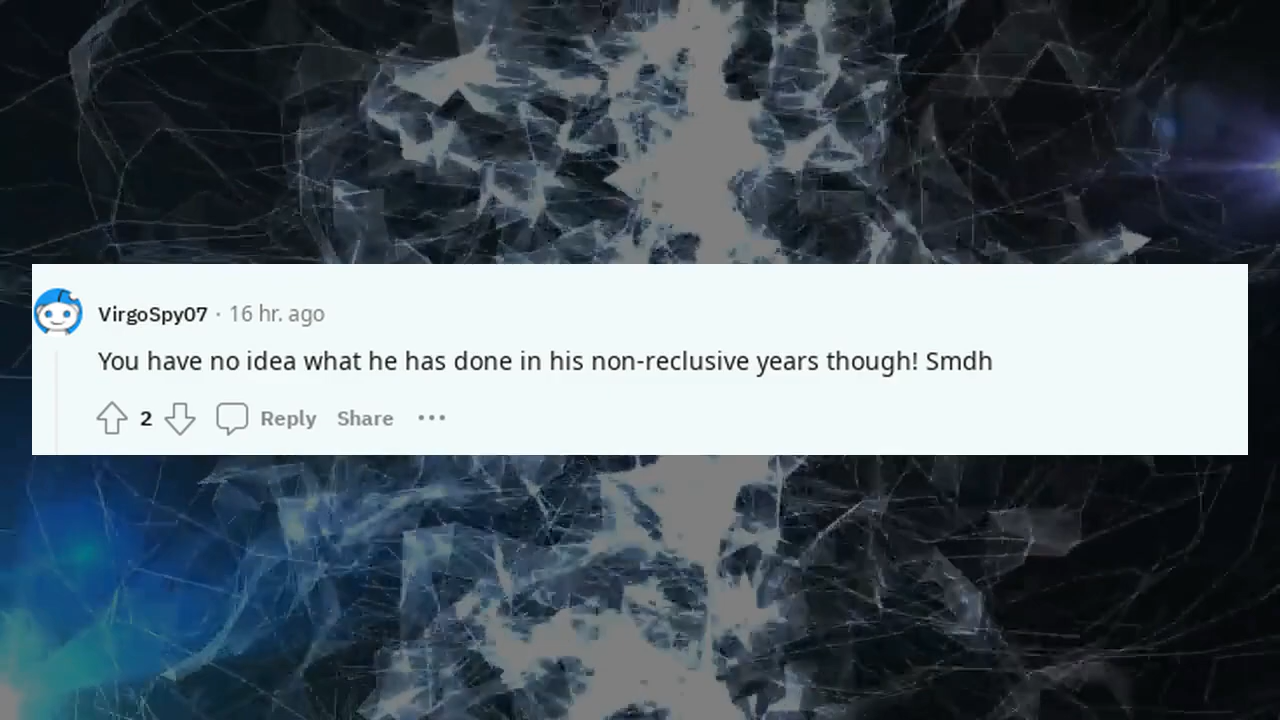 VirgoSpy07 · 16 hr. ago
You have no idea what he has done in his non-reclusive years though! Smdh
2 Reply Share ···